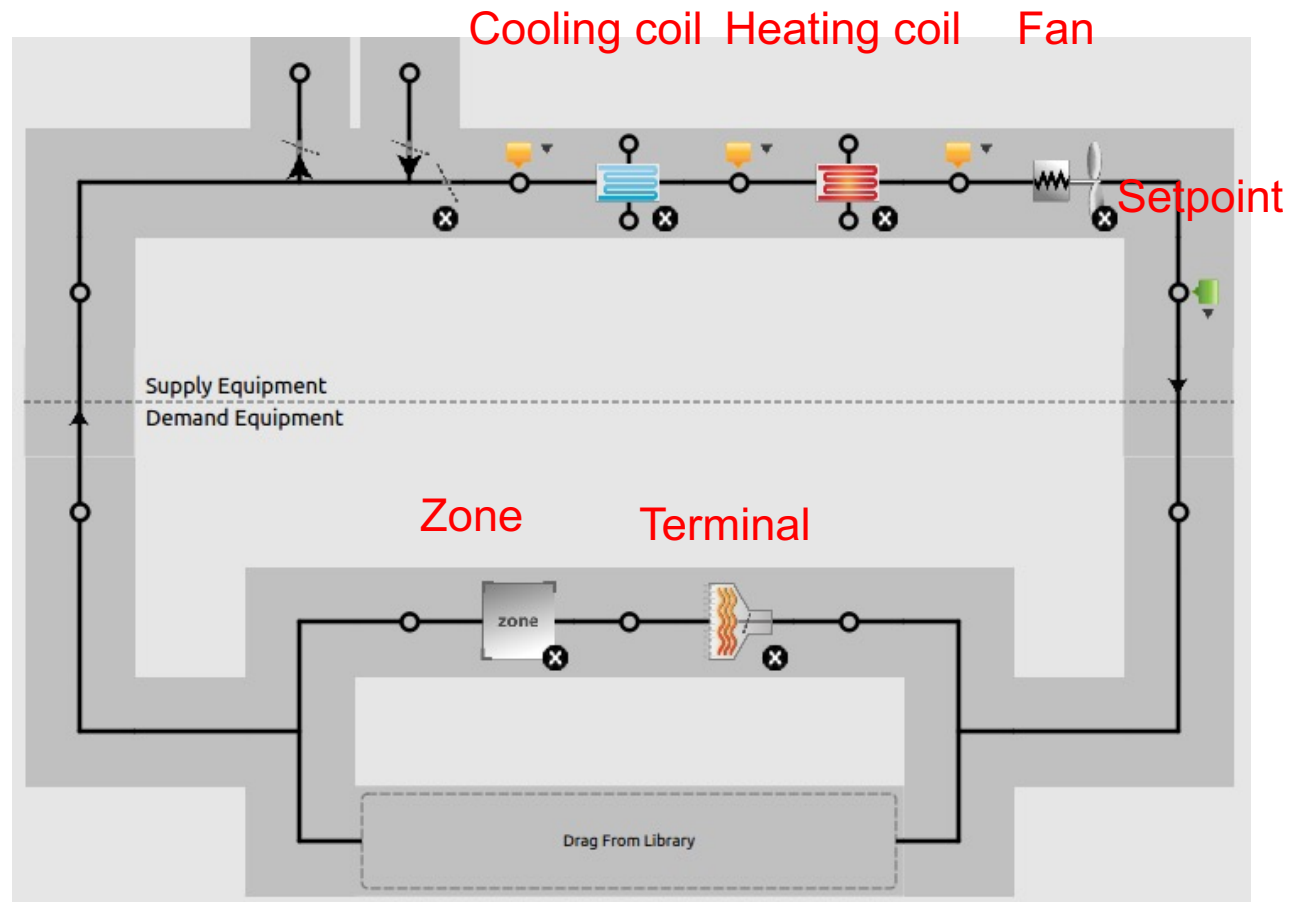 Cooling coil Heating coil Fan
Setpoint
Supply Equipment
Demand Equipment
Zone Terminal
zone
Drag From Library